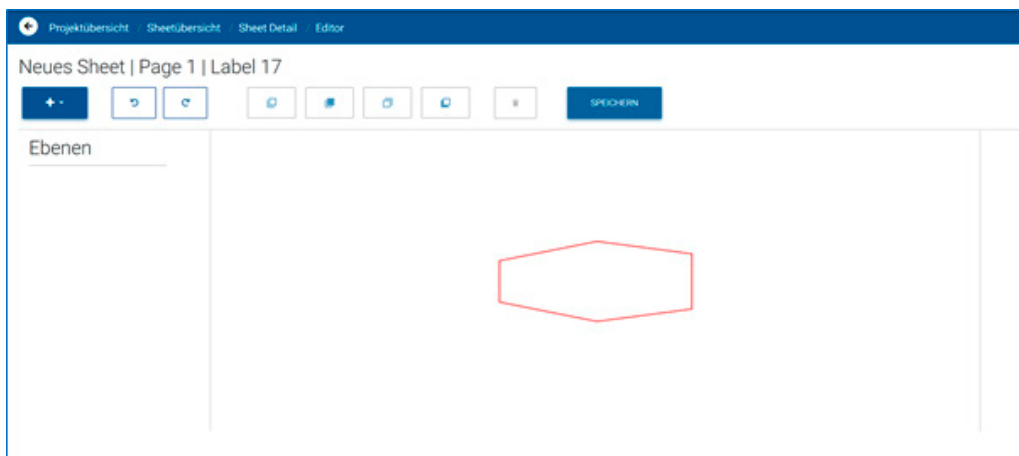 Projektübersicht / Sheetübersicht / Sheet Detail / Editor
Neues Sheet | Page 1 | Label 17
SPEICHERN
Ebenen